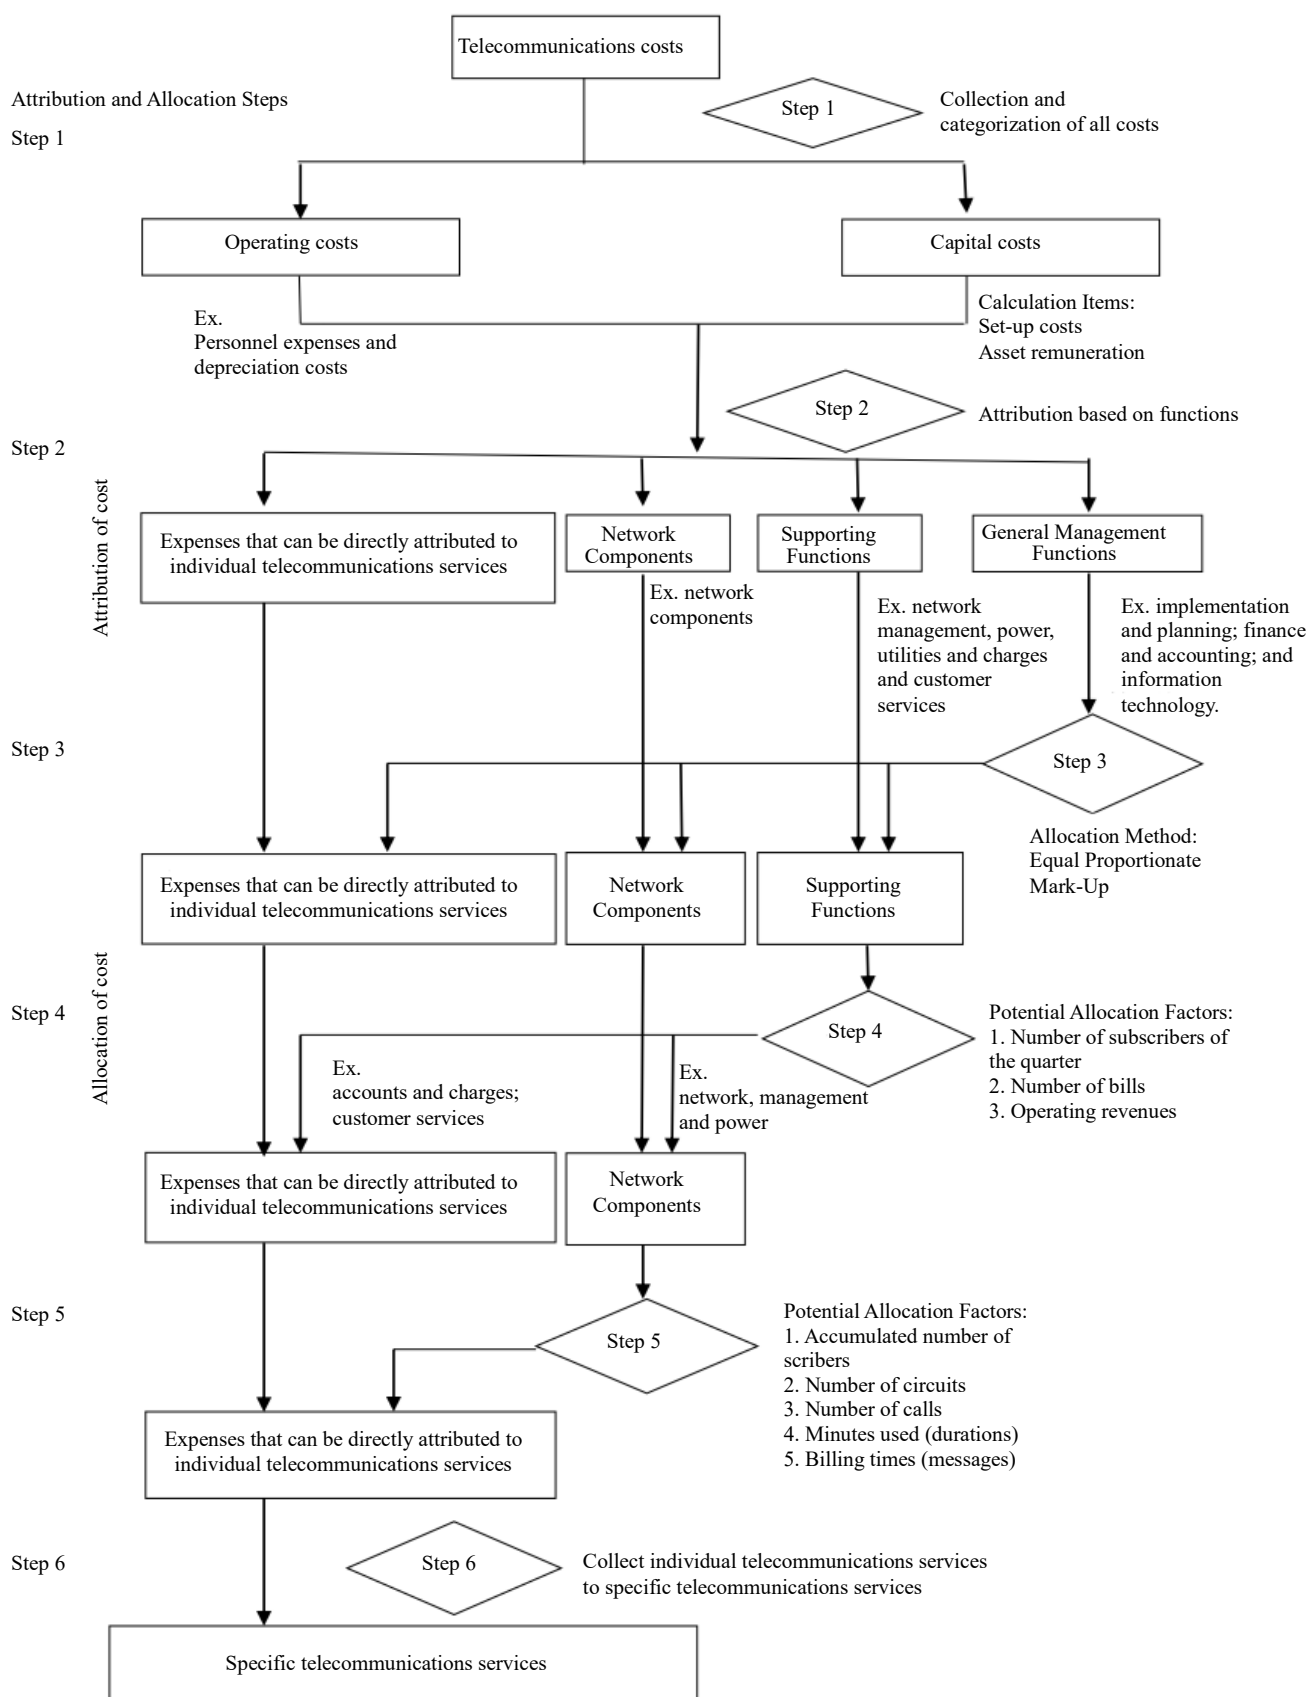 Telecommunications costs
Attribution and Allocation Steps
Step 1
Step 1
Collection and
categorization of all costs
Operating costs
Capital costs
Ex.
Personnel expenses and
depreciation costs
Calculation Items:
Set-up costs
Asset remuneration
Step 2
Attribution based on functions
Step 2
Attribution of cost
Expenses that can be directly attributed to
individual telecommunications services
Network
Components
Supporting
Functions
General Management
Functions
Ex. network
components
Ex. network
management, power,
utilities and charges
and customer
services
Ex. implementation
and planning; finance
and accounting; and
information
technology.
Step 3
Step 3
Allocation Method:
Equal Proportionate
Mark-Up
Expenses that can be directly attributed to
individual telecommunications services
Network
Components
Supporting
Functions
Allocation of cost
Step 4
Step 4
Potential Allocation Factors:
1. Number of subscribers of
the quarter
2. Number of bills
3. Operating revenues
Ex.
accounts and charges;
customer services
Ex.
network, management
and power
Expenses that can be directly attributed to
individual telecommunications services
Network
Components
Step 5
Step 5
Potential Allocation Factors:
1. Accumulated number of
scribers
2. Number of circuits
3. Number of calls
4. Minutes used (durations)
5. Billing times (messages)
Expenses that can be directly attributed to
individual telecommunications services
Step 6
Step 6
Collect individual telecommunications services
to specific telecommunications services
Specific telecommunications services